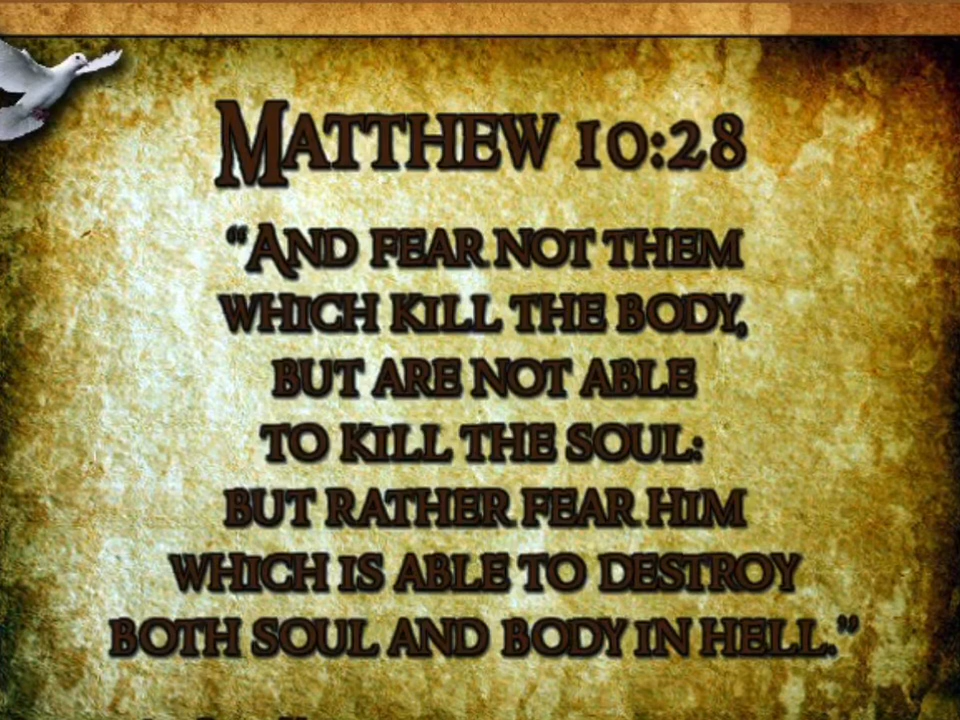 MATTHEW 10:28
“AND FEAR NOT THEM
WHICH KILL THE BODY,
BUT ARE NOT ABLE
TO KILL THE SOUL:
BUT RATHER FEAR HIM
WHICH IS ABLE TO DESTROY
BOTH SOUL AND BODY IN HELL.”